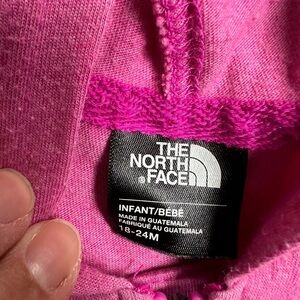 THE
NORTH
FACE
INFANT/BÉBÉ
MADE IN GUATEMALA
FABRIQUÉ AU GUATEMALA
18-24M